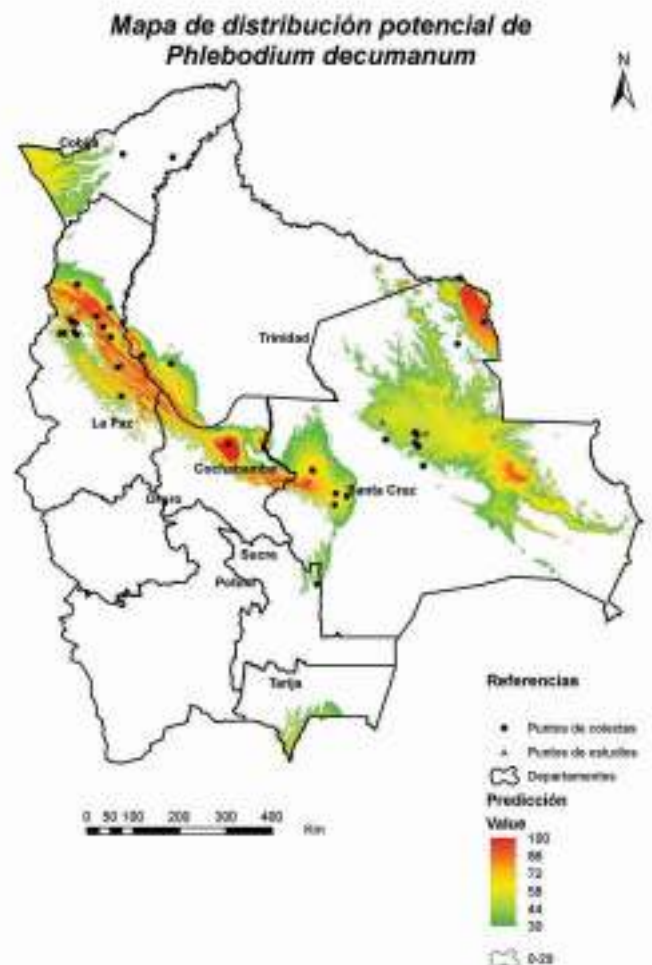 Mapa de distribución potencial de
Phlebodium decumanum
N
Cobija
Trinidad
La Paz
Cochabamba
Santa Cruz
Oruro
Sucre
Potosí
Tarija
Referencias
Puntos de colectas
Puntos de estudios
Departamentos
Predicción
Value
100
86
72
58
44
30
0-29
0 50 100 200 300 400
Km